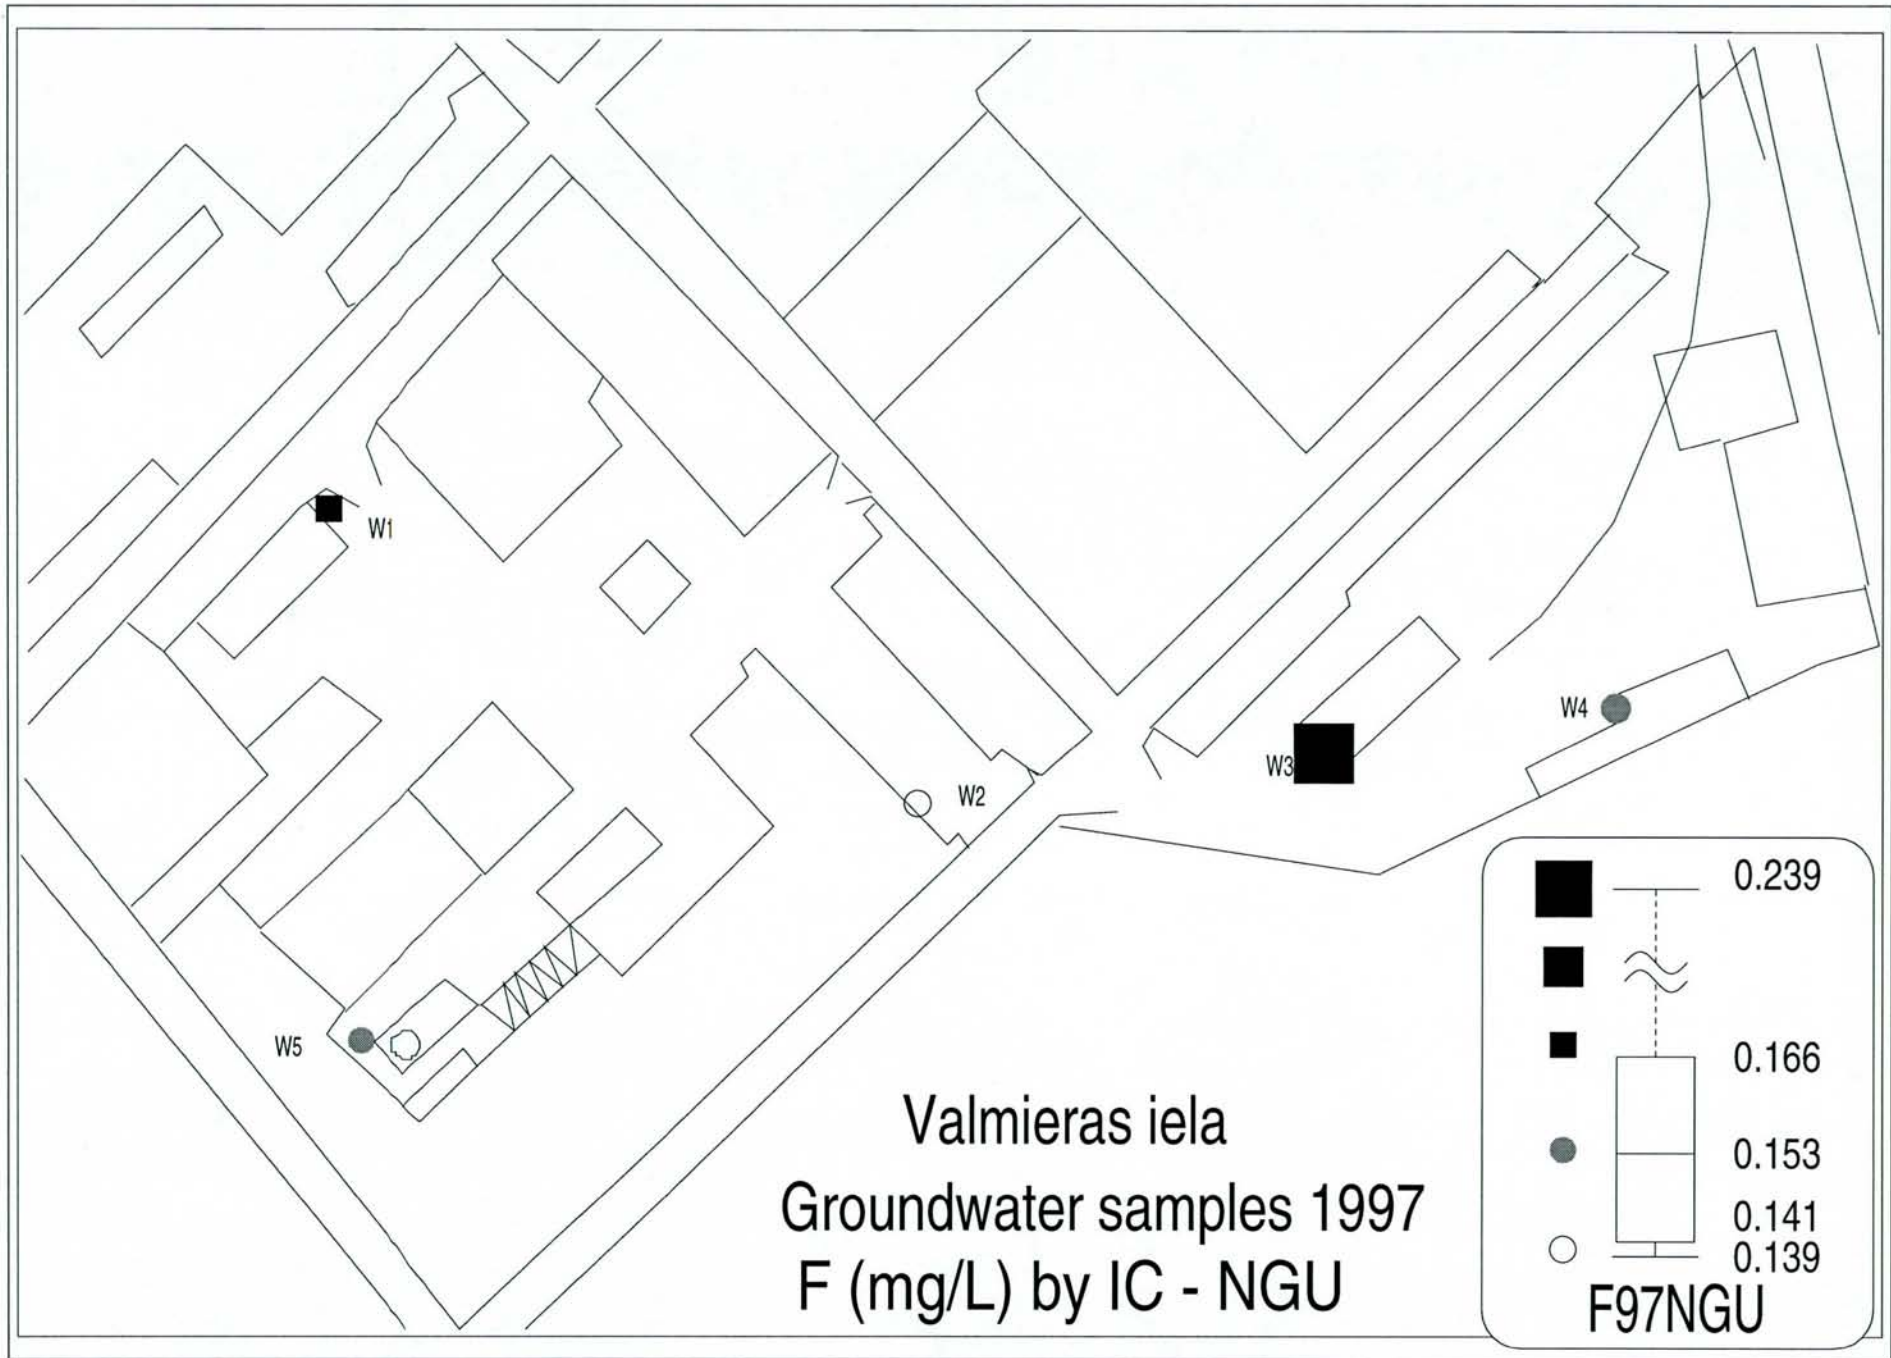 W1
W2
W3
W4
W5
Valmieras iela
Groundwater samples 1997
F (mg/L) by IC - NGU
0.239
0.166
0.153
0.141
0.139
F97NGU